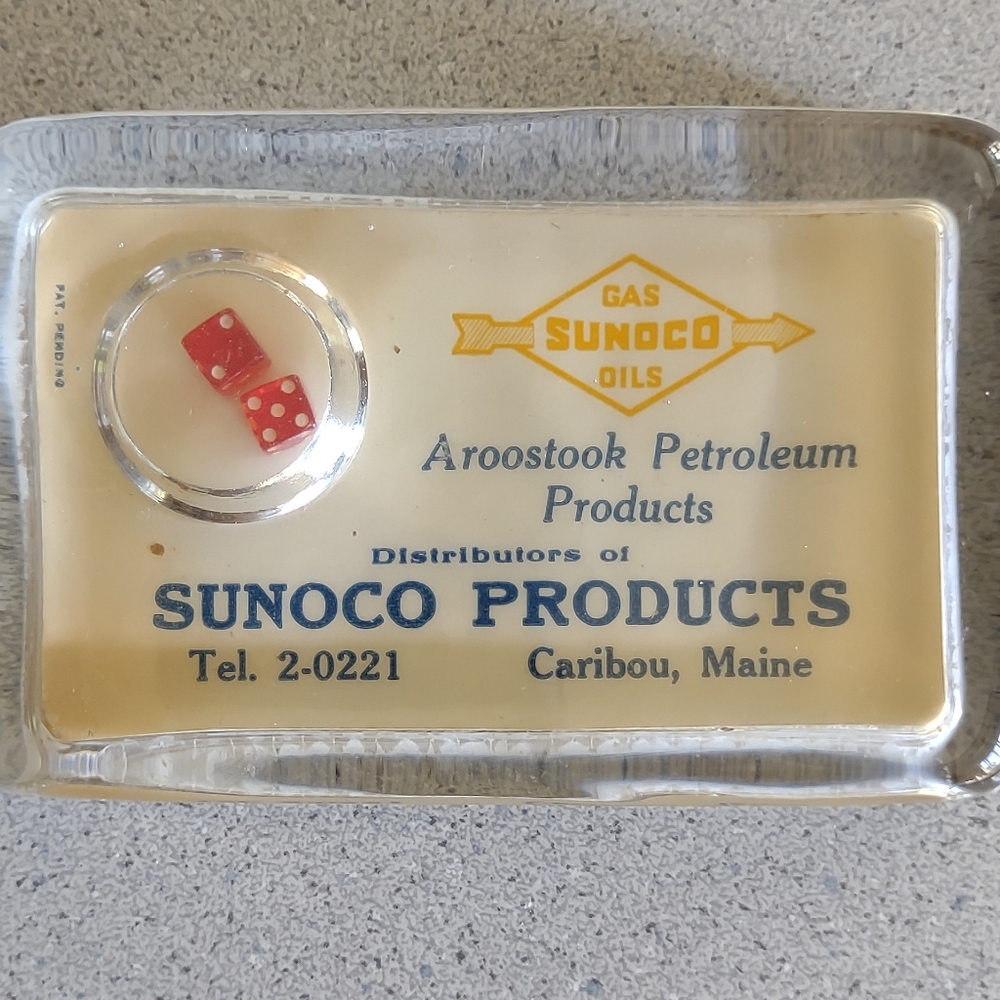 PAT. PENDING
GAS
SUNOCO
OILS
Aroostook Petroleum
Products
Distributors of
SUNOCO PRODUCTS
Tel. 2-0221 Caribou, Maine